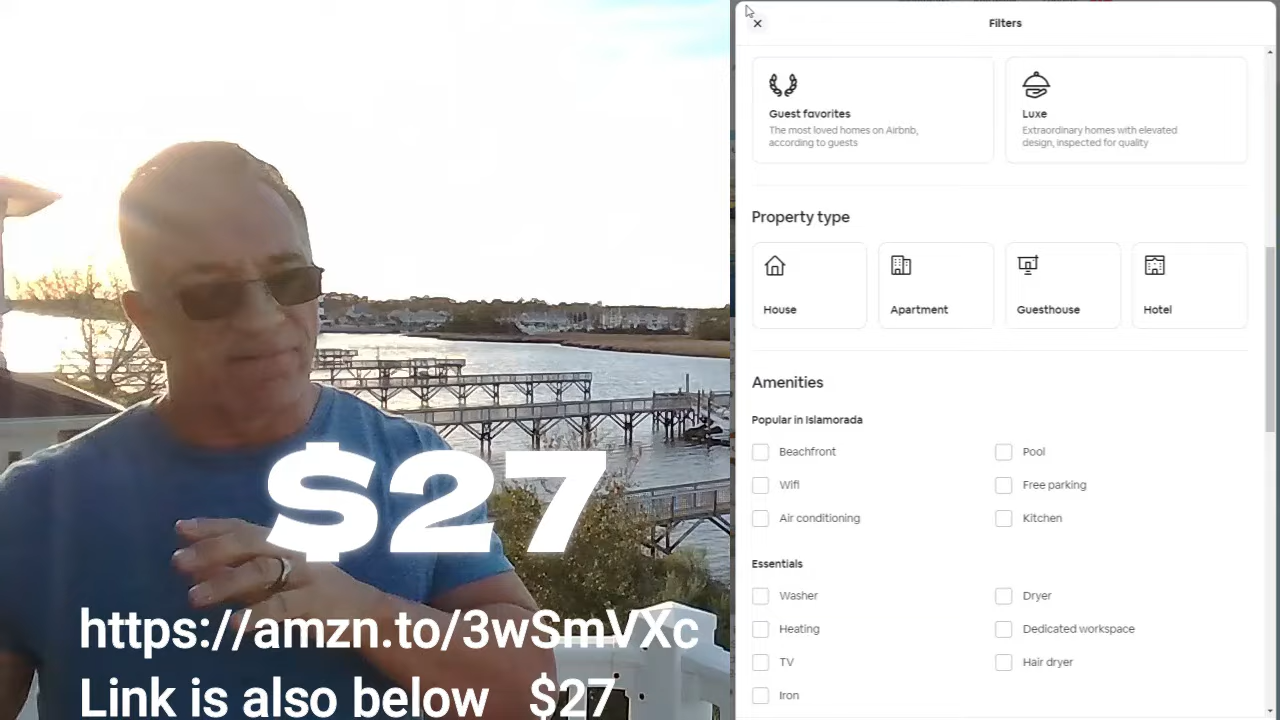 $27
https://amzn.to/3wSmVXc
Link is also below $27
Filters
Guest favorites
The most loved homes on Airbnb,
according to guests
Luxe
Extraordinary homes with elevated
design, inspected for quality
Property type
House
Apartment
Guesthouse
Hotel
Amenities
Popular in Islamorada
Beachfront
Pool
Wifi
Free parking
Air conditioning
Kitchen
Essentials
Washer
Dryer
Heating
Dedicated workspace
TV
Hair dryer
Iron